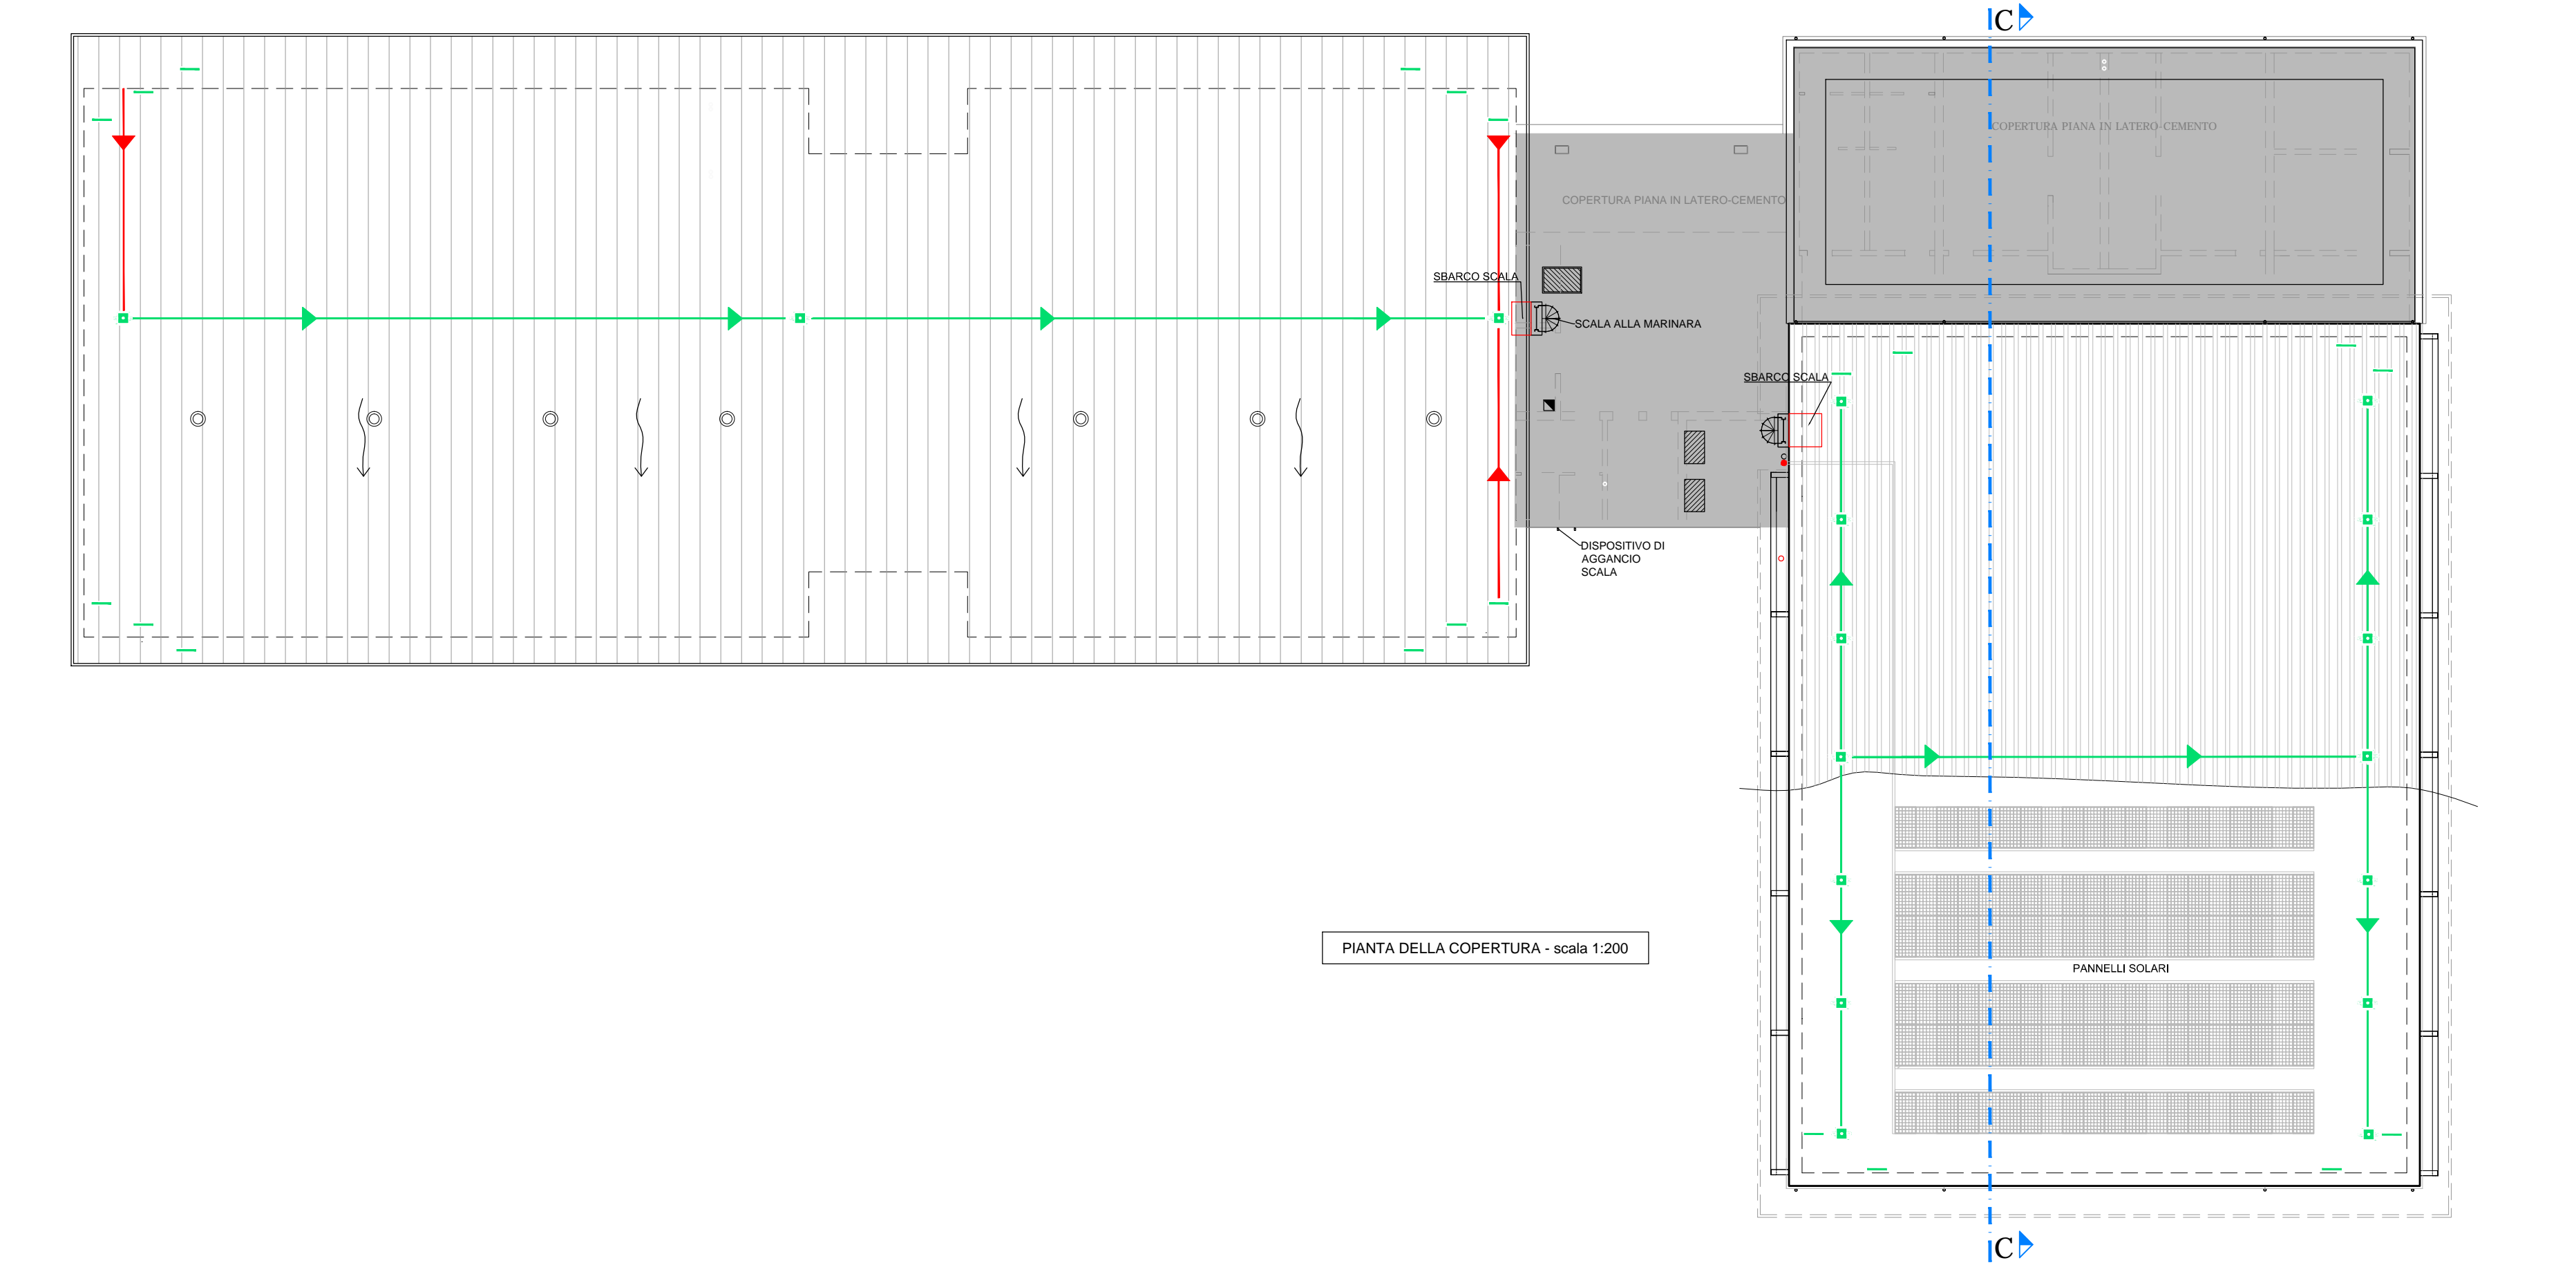 C
COPERTURA PIANA IN LATERO-CEMENTO
COPERTURA PIANA IN LATERO-CEMENTO
SBARCO SCALA
SCALA ALLA MARINARA
SBARCO SCALA
C
DISPOSITIVO DI
AGGANCIO
SCALA
PIANTA DELLA COPERTURA - scala 1:200
PANNELLI SOLARI
C